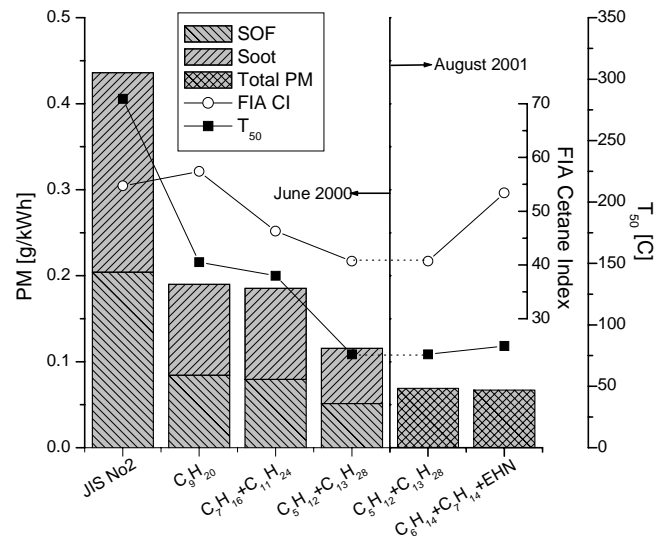 SOF
Soot
Total PM
FIA CI
T50
August 2001
June 2000
PM [g/kWh]
0.5
0.4
0.3
0.2
0.1
0.0
FIA Cetane Index
70
60
50
40
30
T50 [C]
350
300
250
200
150
100
50
0
JIS No2
C9H20
C7H16+C11H24
C5H12+C13H28
C5H12+C13H28
C6H14+C7H14+EHN